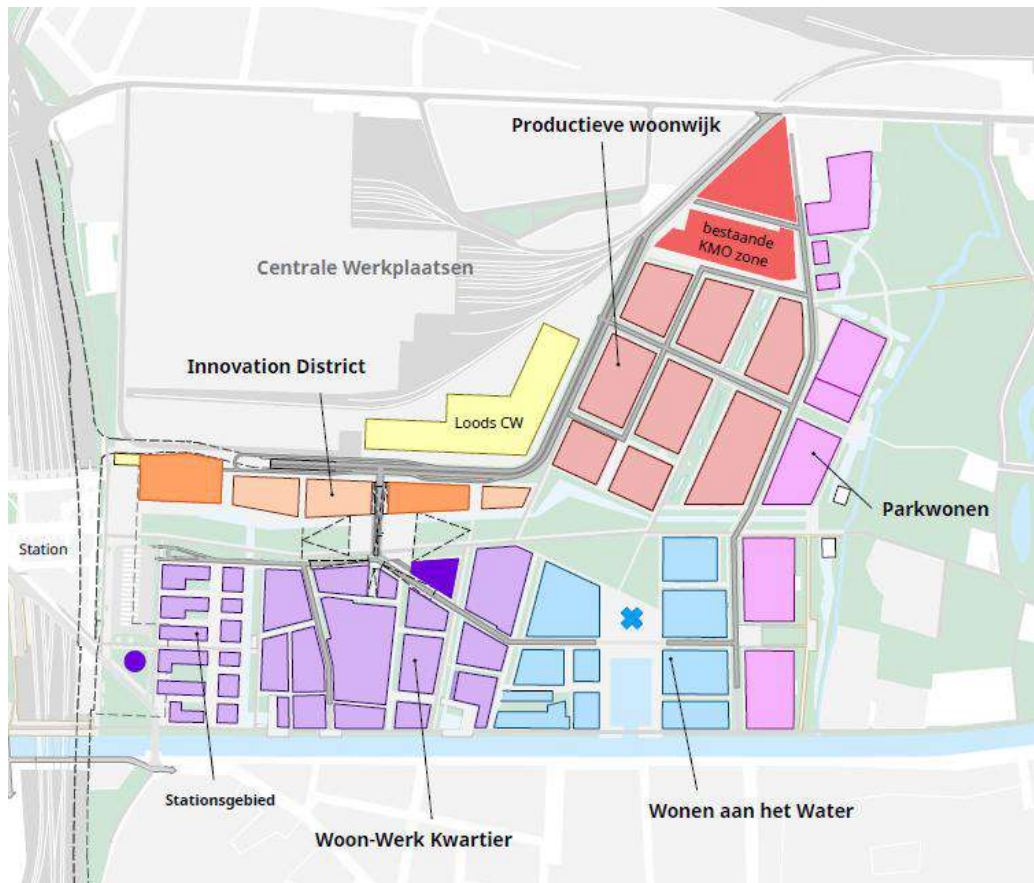 Productieve woonwijk
bestaande
KMO zone
Centrale Werkplaatsen
Innovation District
Loods CW
Parkwonen
Station
Stationsgebied
Woon-Werk Kwartier
Wonen aan het Water